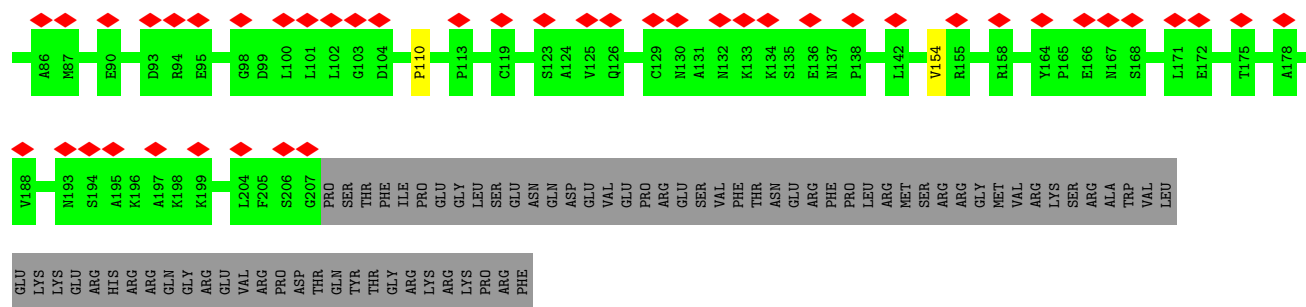 A86 M87 E90 D93 R94 E95 G98 D99 L100 L101 L102 G103 D104 P110 P113 C119 S123 A124 V125 Q126 C129 N130 A131 N132 K133 K134 S135 E136 N137 P138 L142 V154 R155 R158 Y164 P165 E166 N167 S168 L171 E172 T175 A178
V188 N193 S194 A195 K196 A197 K198 K199 L204 F205 S206 G207 PRO SER THR PHE ILE PRO GLU GLY LEU SER GLU ASN GLN ASP GLU VAL GLU PRO ARG GLU SER VAL PHE THR ASN GLU ARG PHE PRO LEU ARG MET SER ARG ARG GLY MET VAL ARG LYS SER ARG ALA TRP VAL LEU
GLU LYS LYS GLU ARG HIS ARG ARG GLN GLY ARG GLU VAL ARG PRO ASP THR GLN TYR THR GLY ARG LYS ARG LYS PRO ARG PHE